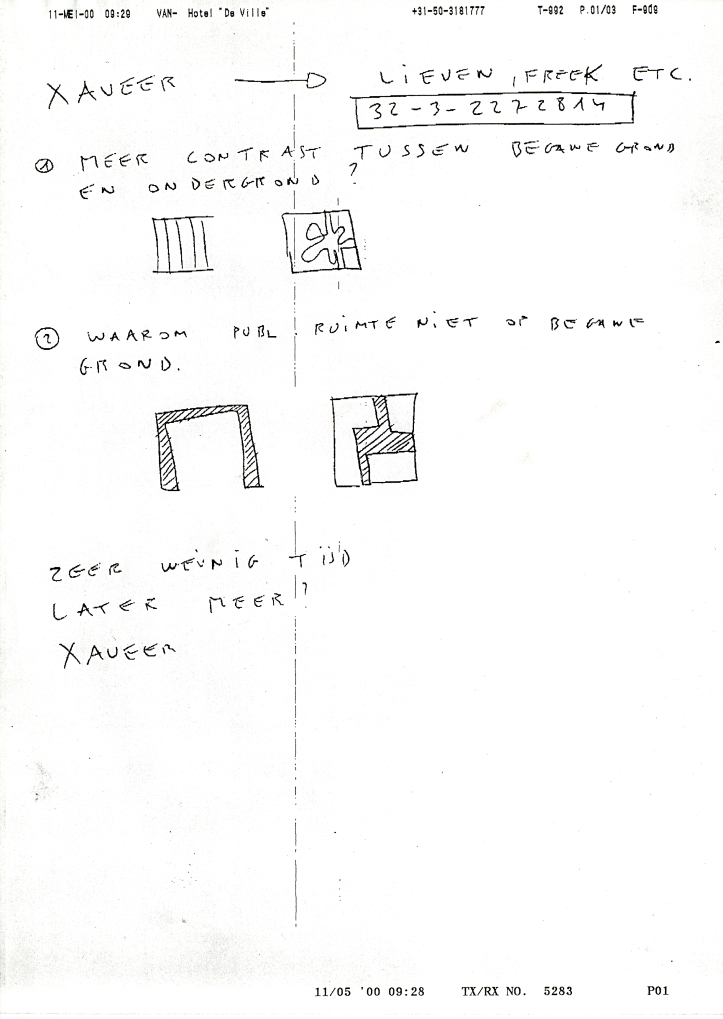 11-MEI-00 09:29 VAN- Hotel "De Ville" +31-50-3181777 T-992 P.01/03 F-909
XAVEER → LIEVEN, FREEK ETC.
32-3-2272814
① MEER CONTRAST TUSSEN BEGANE GROND
EN ONDERGROND ?
② WAAROM PUBL. RUIMTE NIET OP BEGANE
GROND.
ZEER WEINIG TIJD
LATER MEER?
XAVEER
11/05 '00 09:28 TX/RX NO. 5283 P01